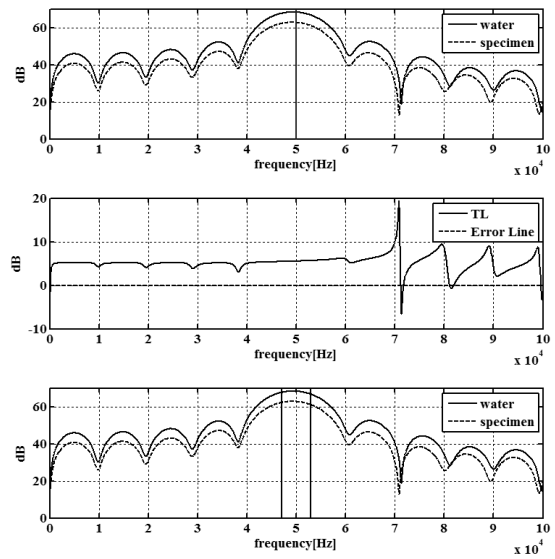 60
40
20
0
dB
water
specimen
0 1 2 3 4 5 6 7 8 9 10
frequency[Hz]
x 10^4
20
10
0
-10
dB
TL
Error Line
0 1 2 3 4 5 6 7 8 9 10
frequency[Hz]
x 10^4
60
40
20
0
dB
water
specimen
0 1 2 3 4 5 6 7 8 9 10
frequency[Hz]
x 10^4